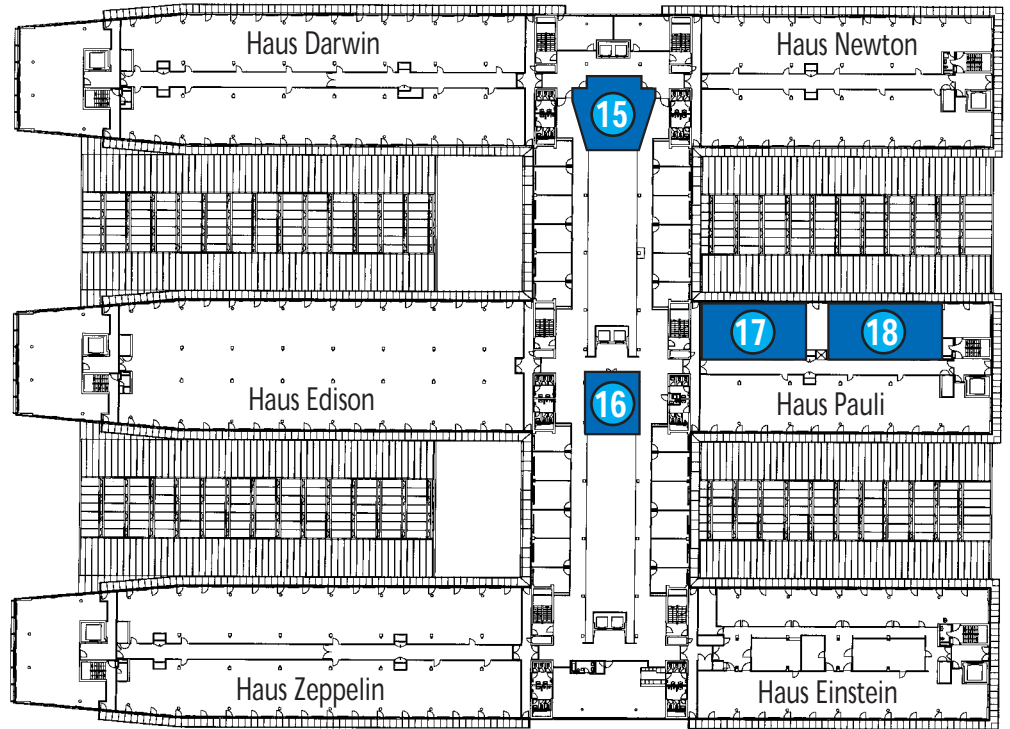 Haus Darwin
Haus Newton
15
17
18
Haus Edison
16
Haus Pauli
Haus Zeppelin
Haus Einstein